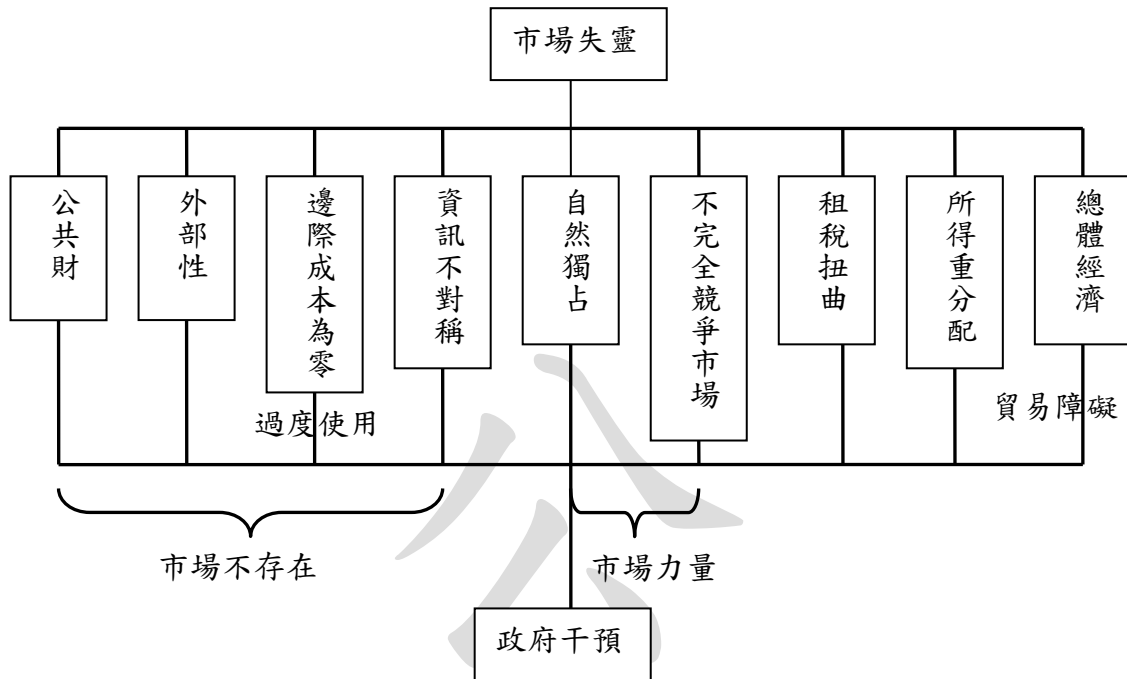 市場失靈
公共財
外部性
邊際成本為零
資訊不對稱
自然獨占
不完全競爭市場
租稅扭曲
所得重分配
總體經濟
過度使用
貿易障礙
市場不存在
市場力量
政府干預
公